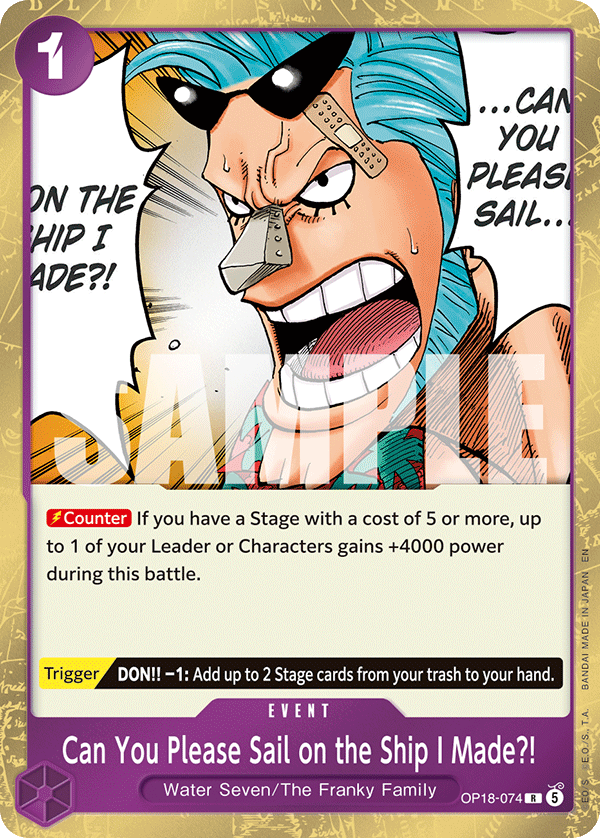 1
...CAN
YOU
PLEAS
SAIL...
ON THE
HIP I
ADE?!
SAMPLE
Counter If you have a Stage with a cost of 5 or more, up
to 1 of your Leader or Characters gains +4000 power
during this battle.
Trigger DON!! −1: Add up to 2 Stage cards from your trash to your hand.
EVENT
Can You Please Sail on the Ship I Made?!
Water Seven/The Franky Family
OP18-074 R 5
BANDAI MADE IN JAPAN EN